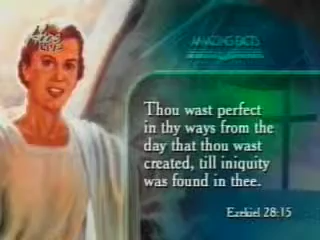 AMAZING FACTS
Thou wast perfect
in thy ways from the
day that thou wast
created, till iniquity
was found in thee.
Ezekiel 28:15